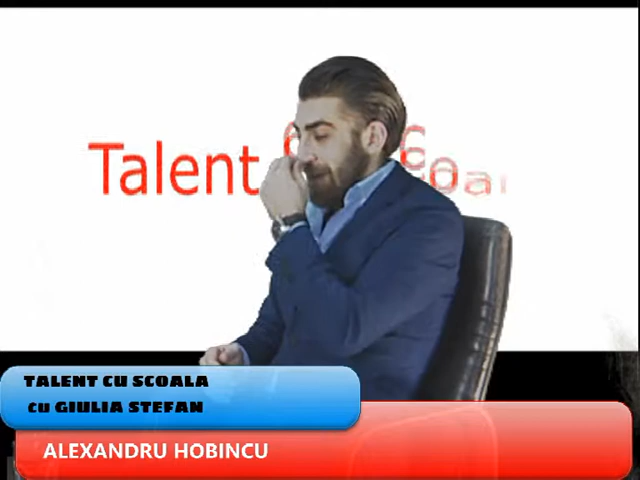 Talent
TALENT CU SCOALA
CU GIULIA STEFAN
ALEXANDRU HOBINCU